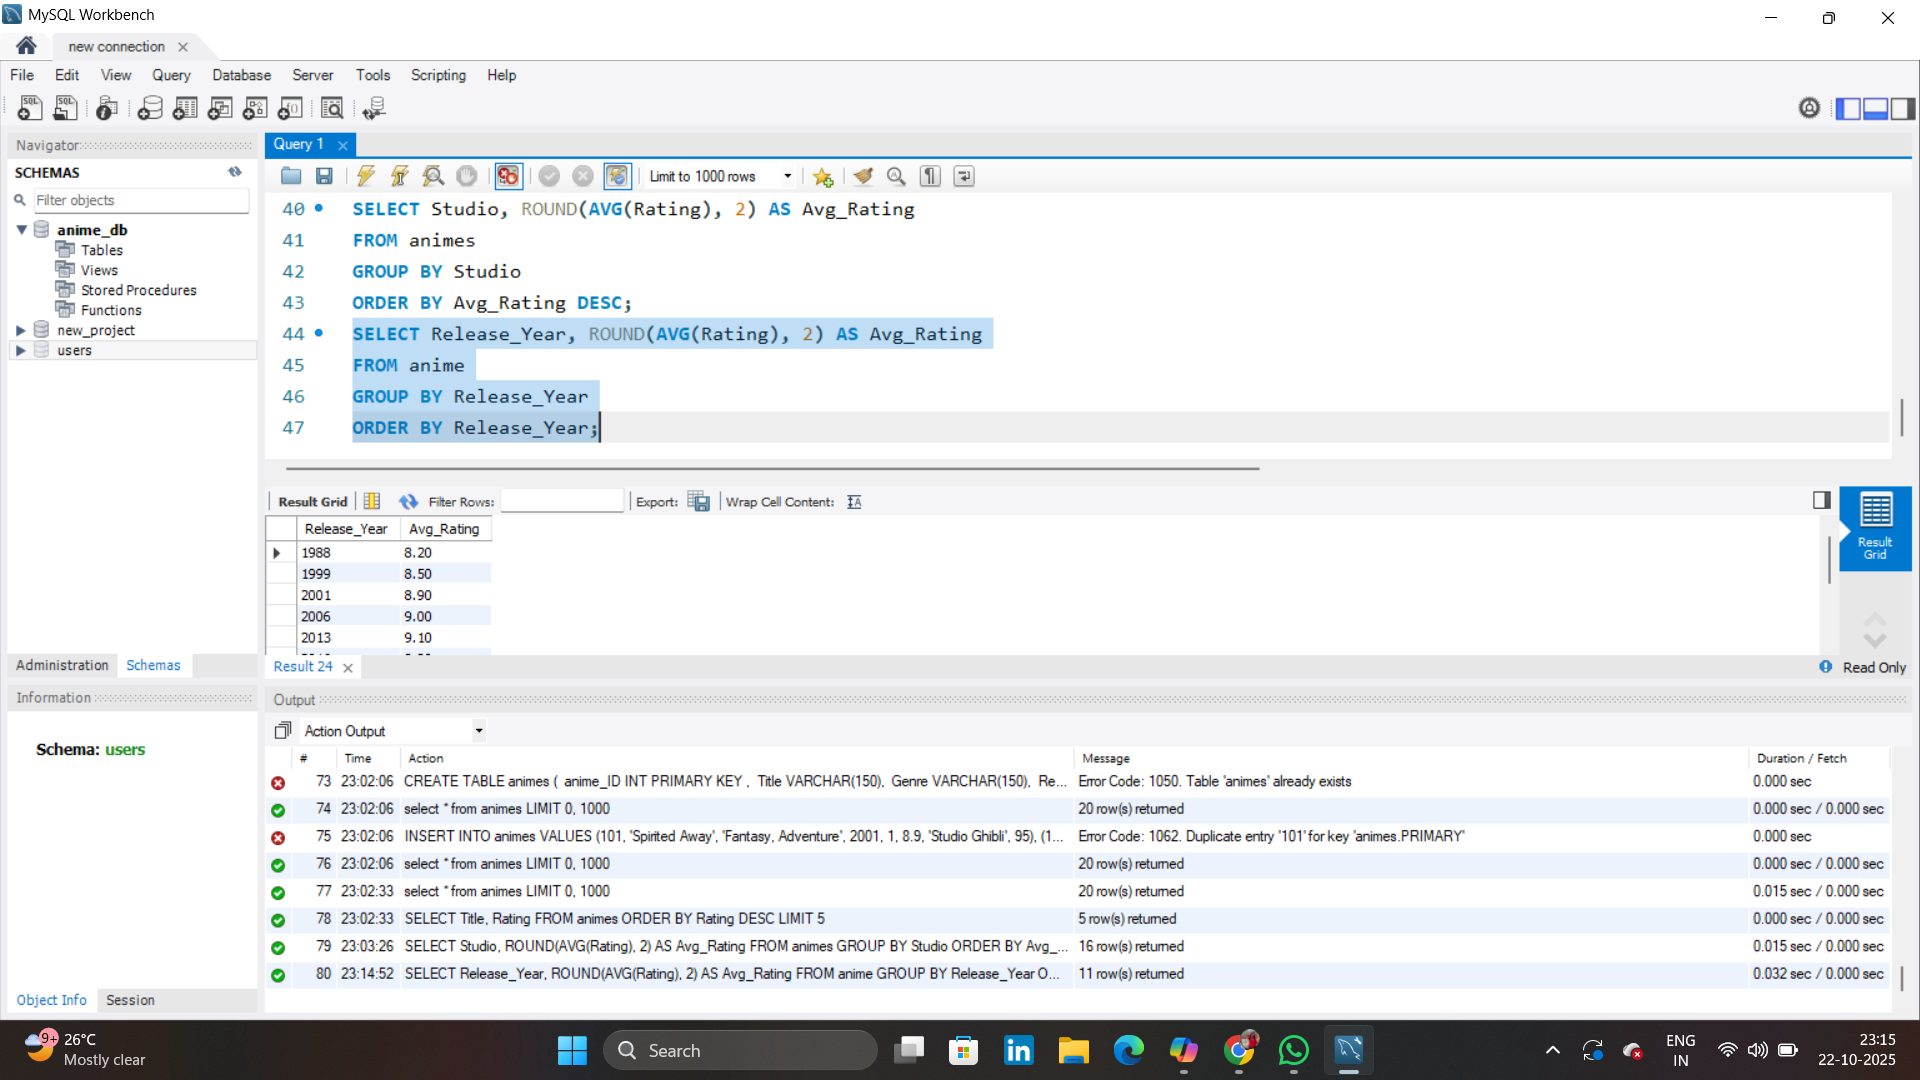 MySQL Workbench
new connection
File Edit View Query Database Server Tools Scripting Help
Navigator
SCHEMAS
Filter objects
anime_db
Tables
Views
Stored Procedures
Functions
new_project
users
Administration Schemas
Information
Schema: users
Object Info Session
Query 1
Limit to 1000 rows
40 SELECT Studio, ROUND(AVG(Rating), 2) AS Avg_Rating
41 FROM animes
42 GROUP BY Studio
43 ORDER BY Avg_Rating DESC;
44 SELECT Release_Year, ROUND(AVG(Rating), 2) AS Avg_Rating
45 FROM anime
46 GROUP BY Release_Year
47 ORDER BY Release_Year;
Result Grid Filter Rows: Export: Wrap Cell Content:
Release_Year Avg_Rating
1988 8.20
1999 8.50
2001 8.90
2006 9.00
2013 9.10
Result Grid
Result 24
Read Only
Output
Action Output
# Time Action Message Duration / Fetch
73 23:02:06 CREATE TABLE animes ( anime_ID INT PRIMARY KEY , Title VARCHAR(150), Genre VARCHAR(150), Re... Error Code: 1050. Table 'animes' already exists 0.000 sec
74 23:02:06 select * from animes LIMIT 0, 1000 20 row(s) returned 0.000 sec / 0.000 sec
75 23:02:06 INSERT INTO animes VALUES (101, 'Spirited Away', 'Fantasy, Adventure', 2001, 1, 8.9, 'Studio Ghibli', 95), (1... Error Code: 1062. Duplicate entry '101' for key 'animes.PRIMARY' 0.000 sec
76 23:02:06 select * from animes LIMIT 0, 1000 20 row(s) returned 0.000 sec / 0.000 sec
77 23:02:33 select * from animes LIMIT 0, 1000 20 row(s) returned 0.015 sec / 0.000 sec
78 23:02:33 SELECT Title, Rating FROM animes ORDER BY Rating DESC LIMIT 5 5 row(s) returned 0.000 sec / 0.000 sec
79 23:03:26 SELECT Studio, ROUND(AVG(Rating), 2) AS Avg_Rating FROM animes GROUP BY Studio ORDER BY Avg_... 16 row(s) returned 0.015 sec / 0.000 sec
80 23:14:52 SELECT Release_Year, ROUND(AVG(Rating), 2) AS Avg_Rating FROM anime GROUP BY Release_Year O... 11 row(s) returned 0.032 sec / 0.000 sec
9+
26°C
Mostly clear
Search
ENG
IN
23:15
22-10-2025